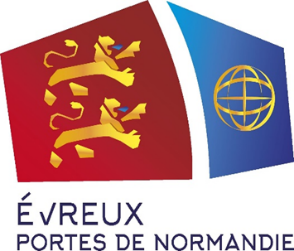 ÉVREUX
PORTES DE NORMANDIE